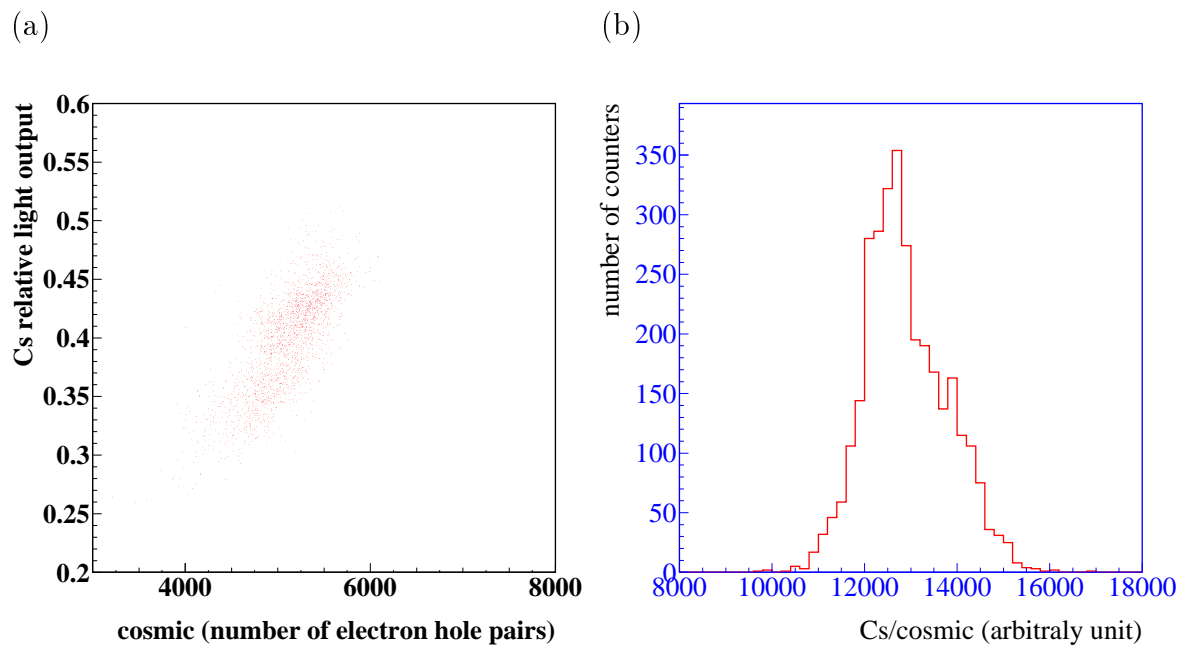 (a)
(b)
Cs relative light output
0.6
0.55
0.5
0.45
0.4
0.35
0.3
0.25
0.2
4000 6000 8000
cosmic (number of electron hole pairs)
number of counters
350
300
250
200
150
100
50
0
8000 10000 12000 14000 16000 18000
Cs/cosmic (arbitraly unit)